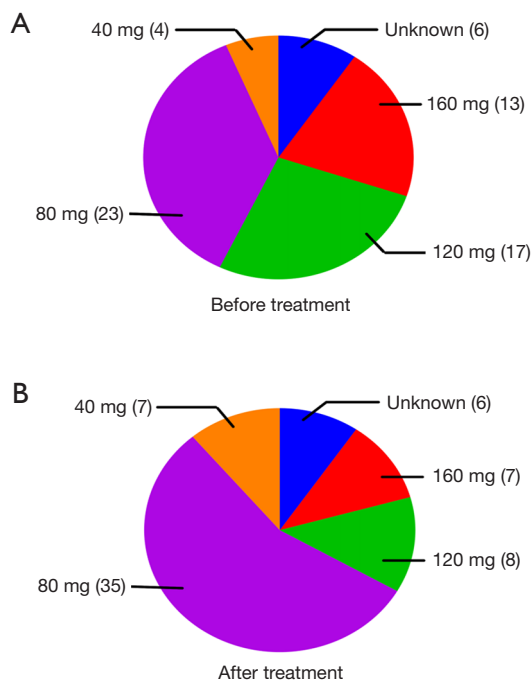 A
40 mg (4)
Unknown (6)
160 mg (13)
80 mg (23)
120 mg (17)
Before treatment
B
40 mg (7)
Unknown (6)
160 mg (7)
120 mg (8)
80 mg (35)
After treatment